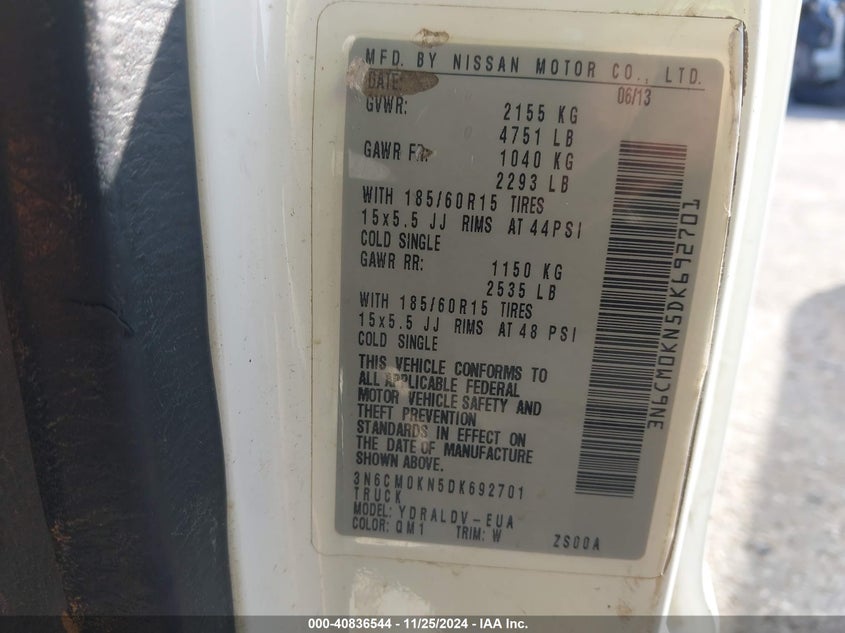 MFD. BY NISSAN MOTOR CO., LTD.
DATE: 06/13
GVWR: 2155 KG
4751 LB
GAWR FR: 1040 KG
2293 LB
WITH 185/60R15 TIRES
15x5.5 JJ RIMS AT 44PSI
COLD SINGLE
GAWR RR: 1150 KG
2535 LB
WITH 185/60R15 TIRES
15x5.5 JJ RIMS AT 48 PSI
COLD SINGLE
THIS VEHICLE CONFORMS TO
ALL APPLICABLE FEDERAL
MOTOR VEHICLE SAFETY AND
THEFT PREVENTION
STANDARDS IN EFFECT ON
THE DATE OF MANUFACTURE
SHOWN ABOVE.
3N6CM0KN5DK692701
TRUCK
MODEL: YDRALDV-EUA
COLOR: QM1 TRIM: W ZS00A
3N6CM0KN5DK692701
000-40836544 - 11/25/2024 - IAA Inc.